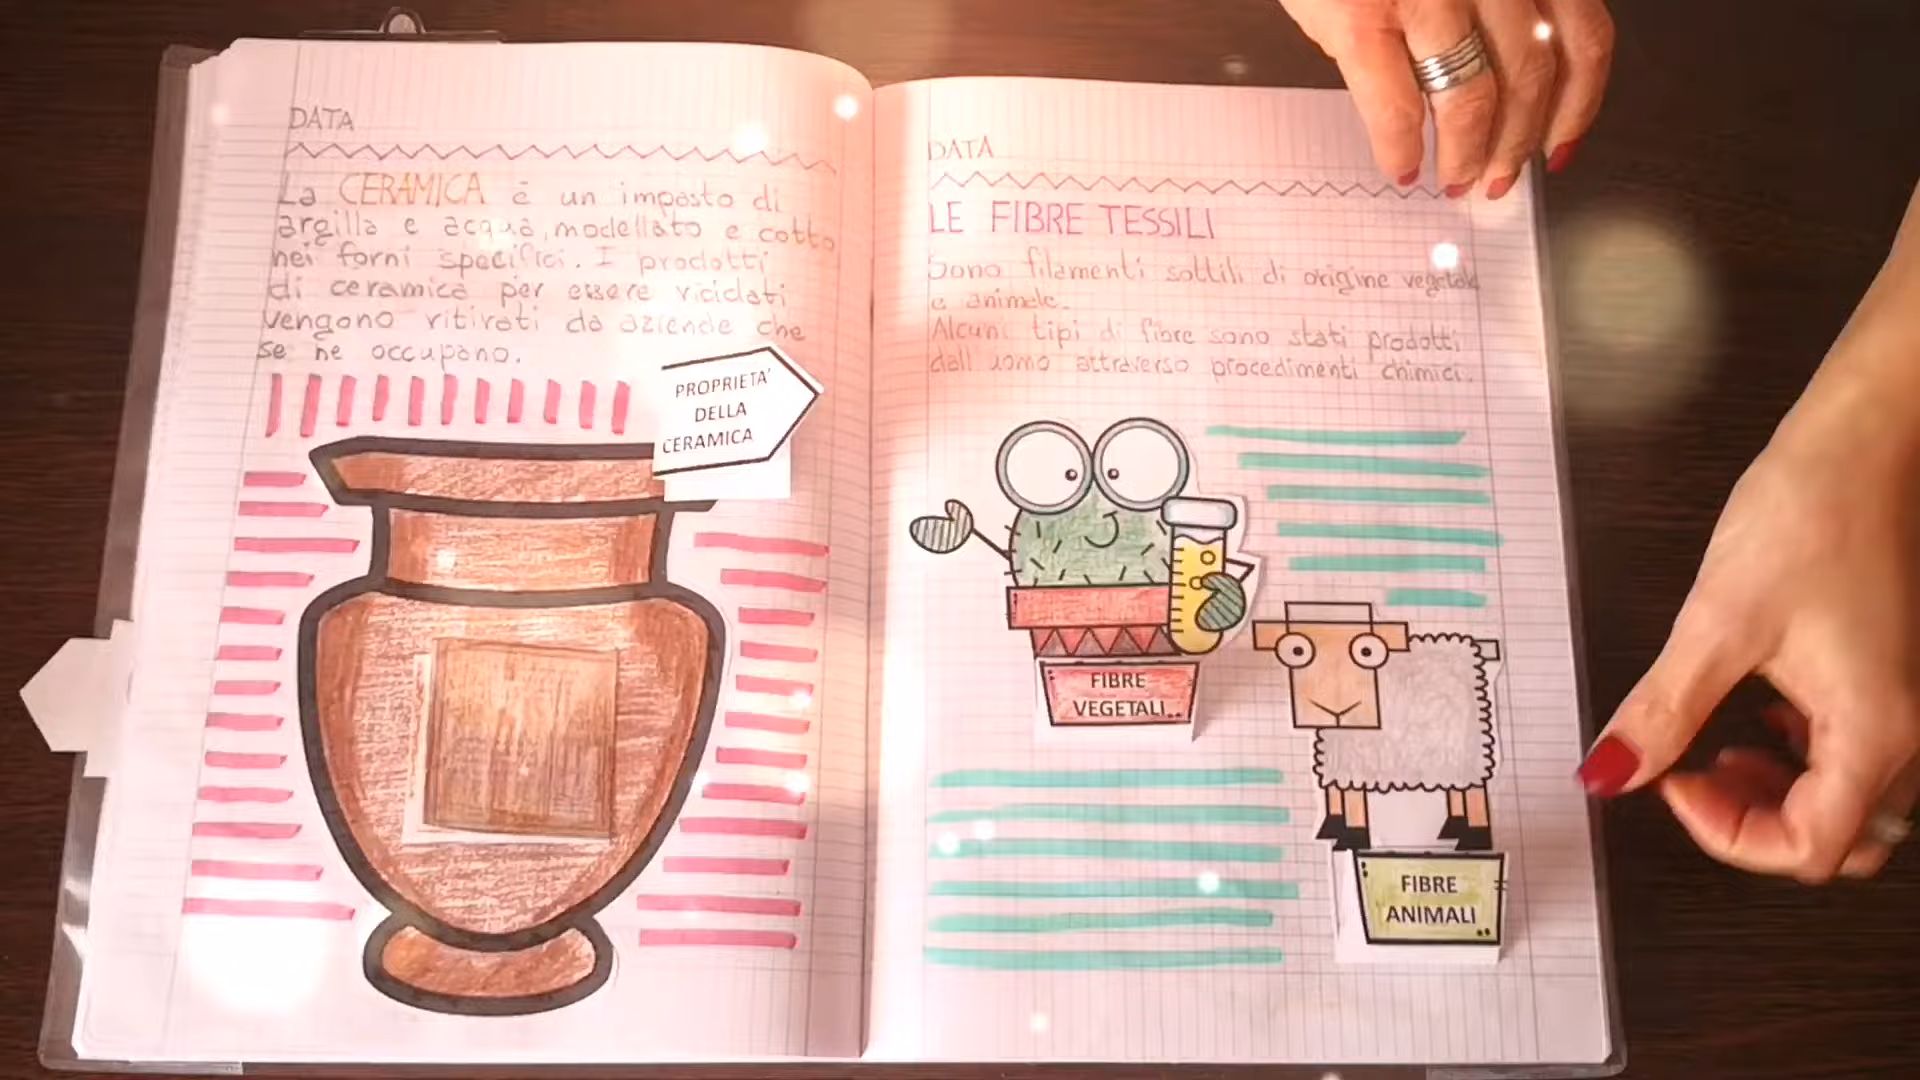 DATA
La CERAMICA è un imposto di
argilla e acqua, modellato e cotto
nei forni specifici. I prodotti
di ceramica per essere riciclati
vengono ritirati da aziende che
se ne occupano.
PROPRIETA'
DELLA
CERAMICA
DATA
LE FIBRE TESSILI
Sono filamenti sottili di origine vegetale
e animale.
Alcuni tipi di fibre sono stati prodotti
dall'uomo attraverso procedimenti chimici.
FIBRE
VEGETALI
FIBRE
ANIMALI